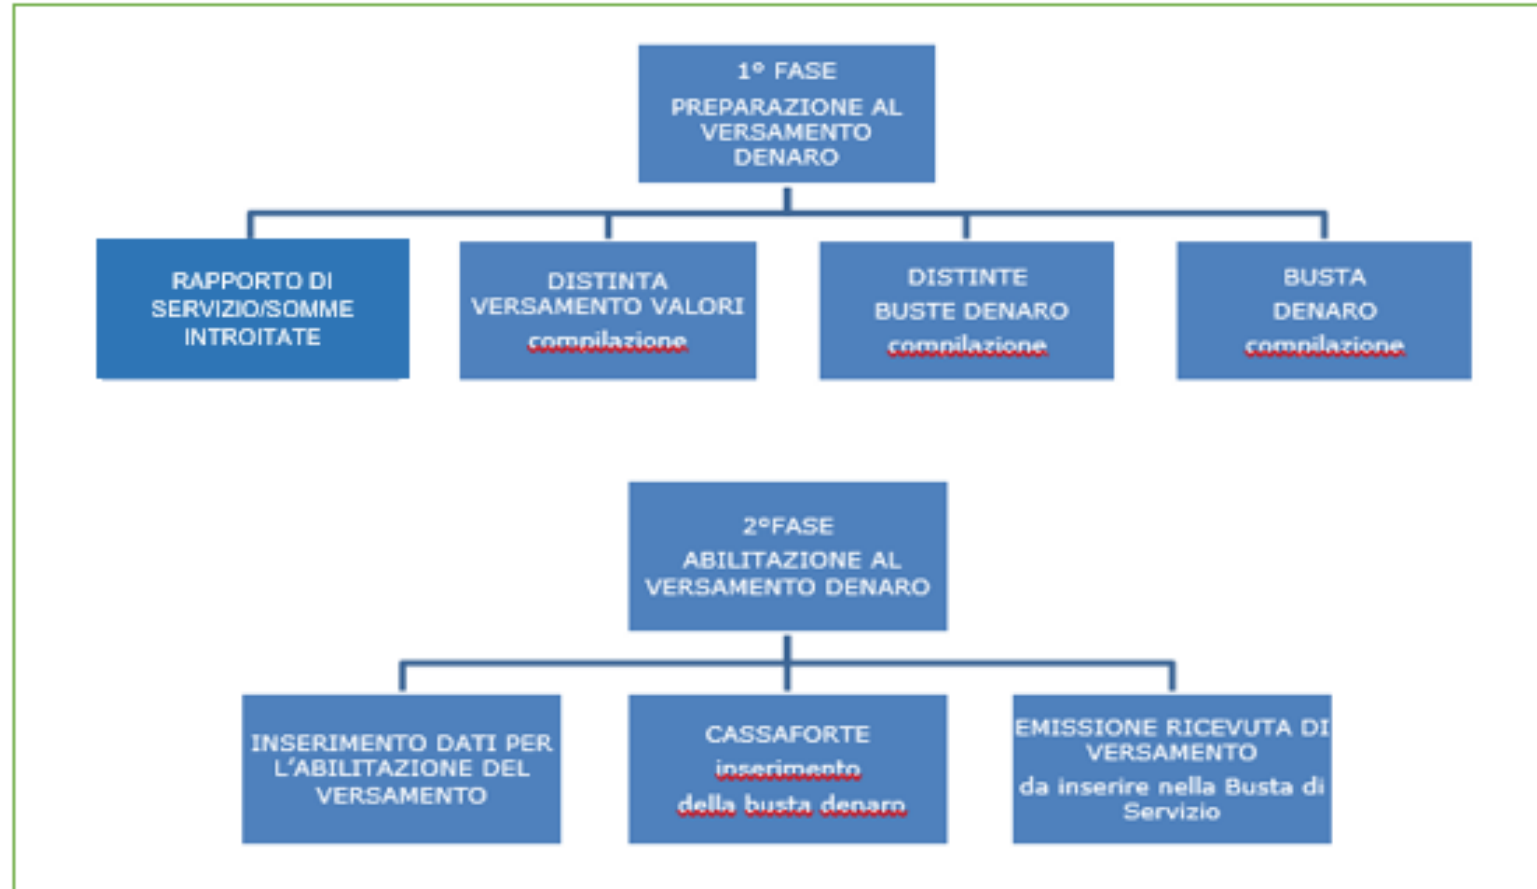 1° FASE
PREPARAZIONE AL
VERSAMENTO
DENARO
RAPPORTO DI
SERVIZIO/SOMME
INTROITATE
DISTINTA
VERSAMENTO VALORI
compilazione
DISTINTE
BUSTE DENARO
compilazione
BUSTA
DENARO
compilazione
2°FASE
ABILITAZIONE AL
VERSAMENTO DENARO
INSERIMENTO DATI PER
L'ABILITAZIONE DEL
VERSAMENTO
CASSAFORTE
inserimento
della busta denaro
EMISSIONE RICEVUTA DI
VERSAMENTO
da inserire nella Busta di
Servizio